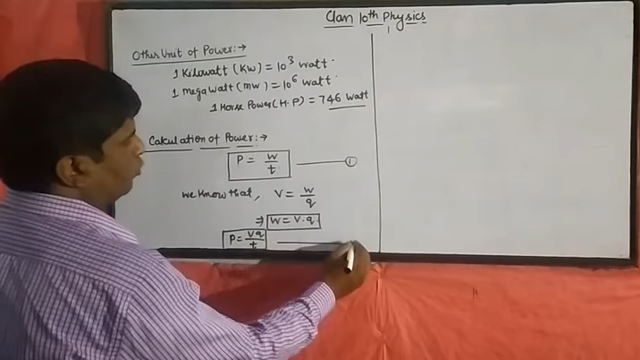 Class 10th Physics
Other Unit of Power:→
1 Kilowatt (KW) = 10³ watt.
1 Megawatt (MW) = 10⁶ watt.
1 Horse Power (H.P) = 746 watt
Calculation of Power:→
P = W/t ——— (1)
we know that, V = W/q
⇒ W = V.q
P = Vq/t ———